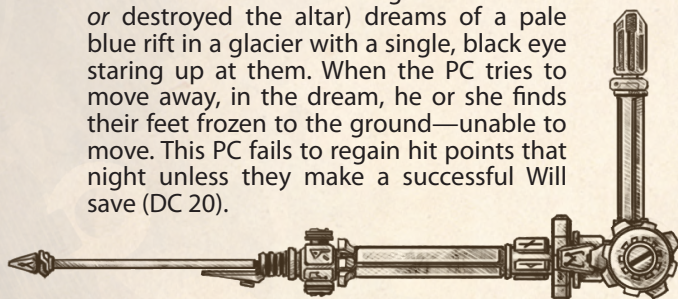 or destroyed the altar) dreams of a pale
blue rift in a glacier with a single, black eye
staring up at them. When the PC tries to
move away, in the dream, he or she finds
their feet frozen to the ground—unable to
move. This PC fails to regain hit points that
night unless they make a successful Will
save (DC 20).